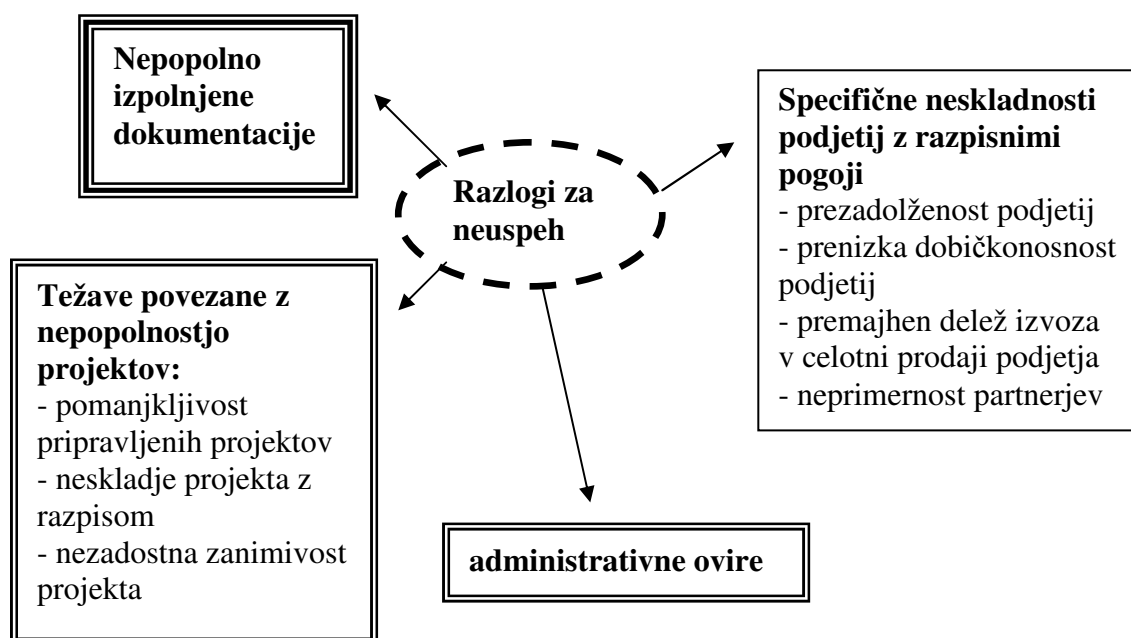 Nepopolno
izpolnjene
dokumentacije
Specifične neskladnosti
podjetij z razpisnimi
pogoji
- prezadolženost podjetij
- prenizka dobičkonosnost
podjetij
- premajhen delež izvoza
v celotni prodaji podjetja
- neprimernost partnerjev
Razlogi za
neuspeh
Težave povezane z
nepopolnostjo
projektov:
- pomanjkljivost
pripravljenih projektov
- neskladje projekta z
razpisom
- nezadostna zanimivost
projekta
administrativne ovire